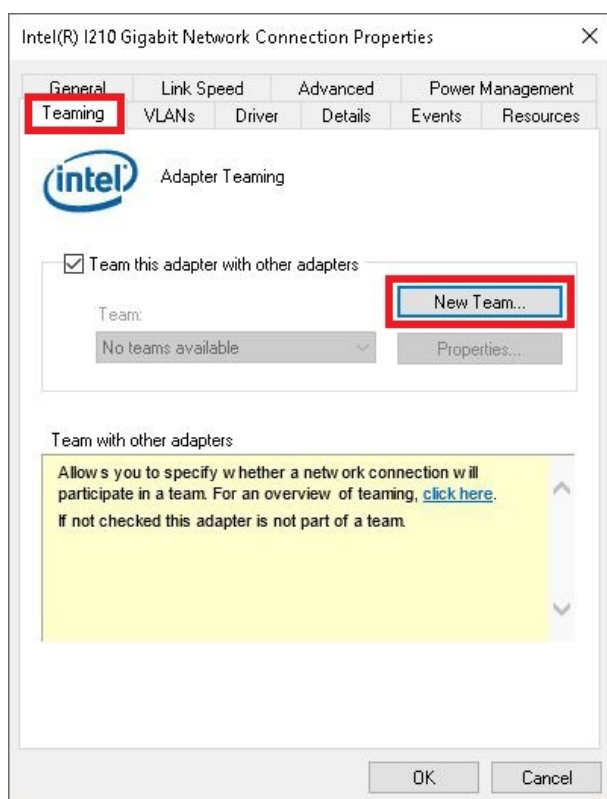 Intel(R) I210 Gigabit Network Connection Properties
General Link Speed Advanced Power Management
Teaming VLANs Driver Details Events Resources
intel Adapter Teaming
Team this adapter with other adapters
New Team...
Team:
No teams available Properties...
Team with other adapters
Allows you to specify whether a network connection will
participate in a team. For an overview of teaming, click here.
If not checked this adapter is not part of a team.
OK Cancel